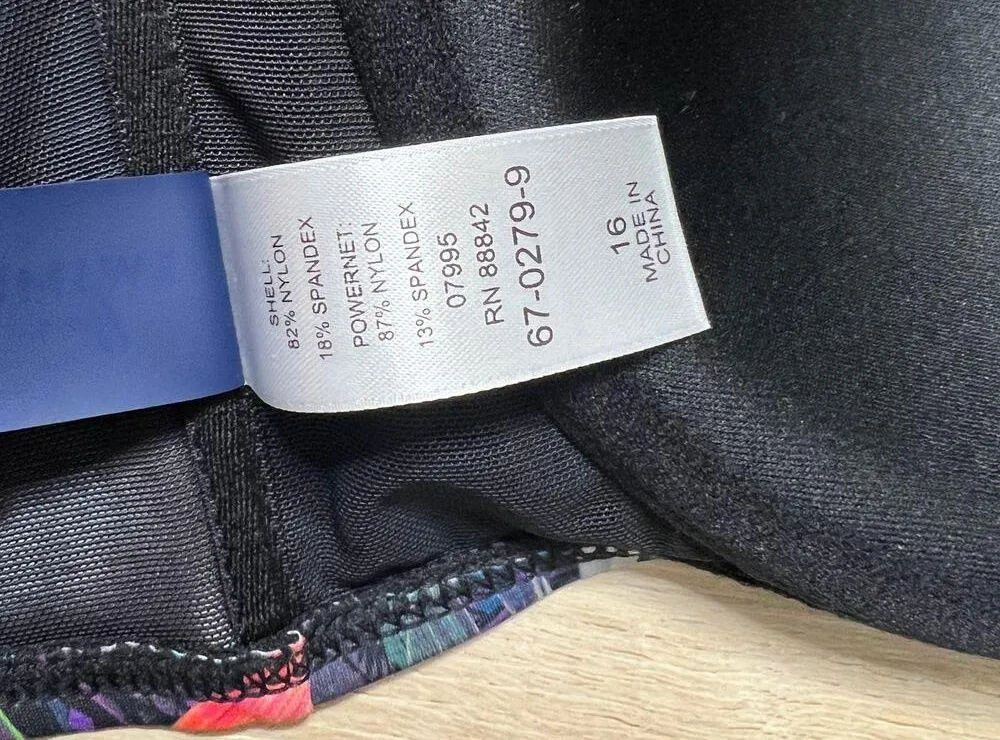 SHELL:
82% NYLON
18% SPANDEX
POWERNET:
87% NYLON
13% SPANDEX
07995
RN 88842
67-0279-9
16
MADE IN
CHINA